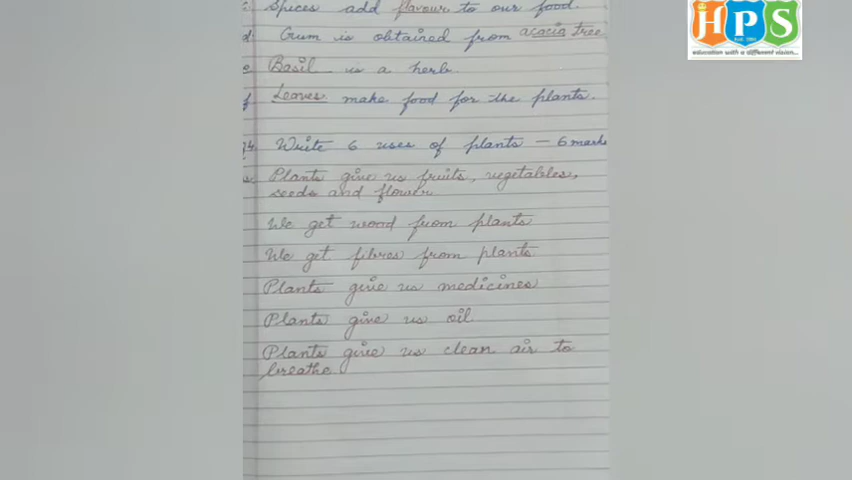 c. Spices add flavour to our food.
d. Gum is obtained from acacia tree
e. Basil is a herb.
f. Leaves make food for the plants.
Q4. Write 6 uses of plants - 6 marks
Plants give us fruits, vegetables,
seeds and flower
We get wood from plants
We get fibres from plants
Plants give us medicines
Plants give us oil
Plants give us clean air to
breathe
HPS
education with a different vision...